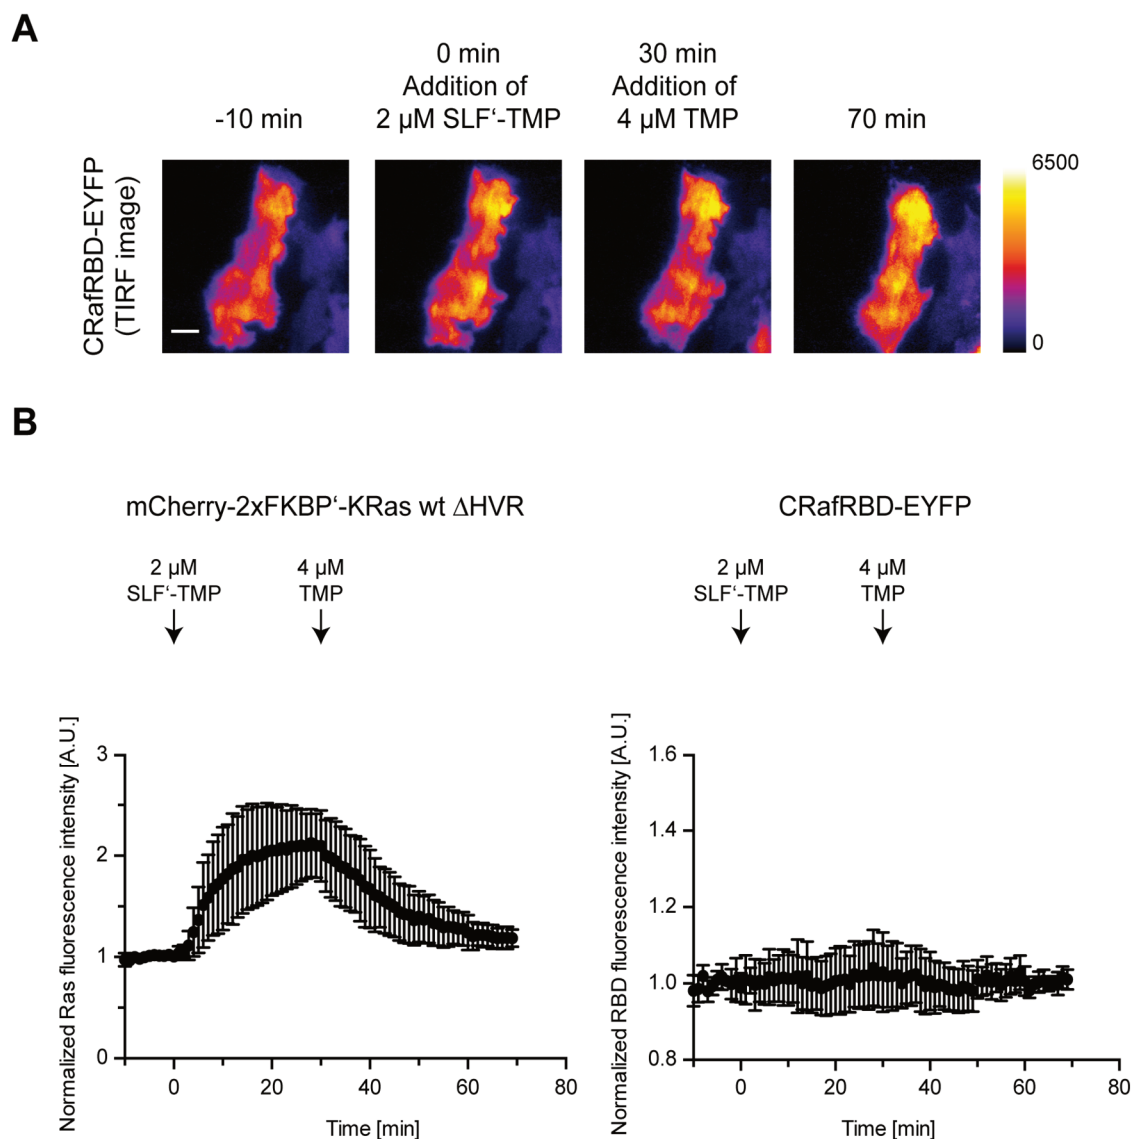 A
-10 min
0 min
Addition of
2 µM SLF‘-TMP
30 min
Addition of
4 µM TMP
70 min
CRafRBD-EYFP
(TIRF image)
6500
0
B
mCherry-2xFKBP‘-KRas wt ΔHVR
2 µM
SLF‘-TMP
4 µM
TMP
Normalized Ras fluorescence intensity [A.U.]
3
2
1
0
0 20 40 60 80
Time [min]
CRafRBD-EYFP
2 µM
SLF‘-TMP
4 µM
TMP
Normalized RBD fluorescence intensity [A.U.]
1.6
1.4
1.2
1.0
0.8
0 20 40 60 80
Time [min]